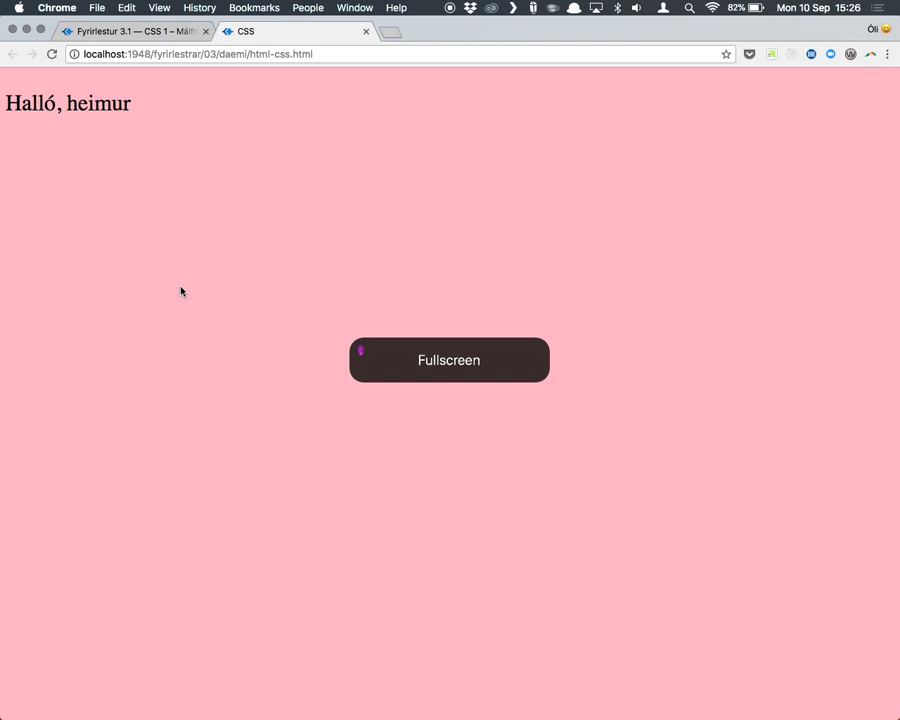 Chrome File Edit View History Bookmarks People Window Help 82% Mon 10 Sep 15:26
Fyrirlestur 3.1 — CSS 1 – Málfr
CSS
Óli
localhost:1948/fyrirlestrar/03/daemi/html-css.html
Halló, heimur
Fullscreen